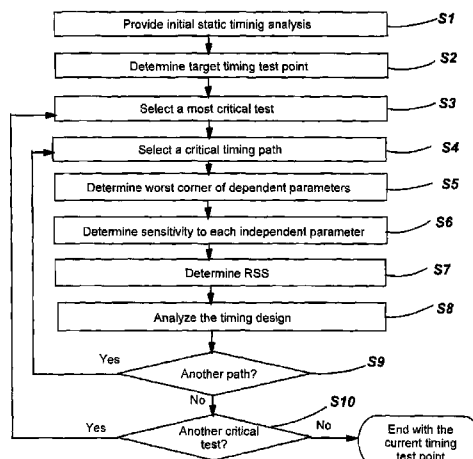 Provide initial static timinig analysis
S1
Determine target timing test point
S2
Select a most critical test
S3
Select a critical timing path
S4
Determine worst corner of dependent parameters
S5
Determine sensitivity to each independent parameter
S6
Determine RSS
S7
Analyze the timing design
S8
Another path?
S9
Yes
No
Another critical
test?
S10
Yes
No
End with the
current timing
test point